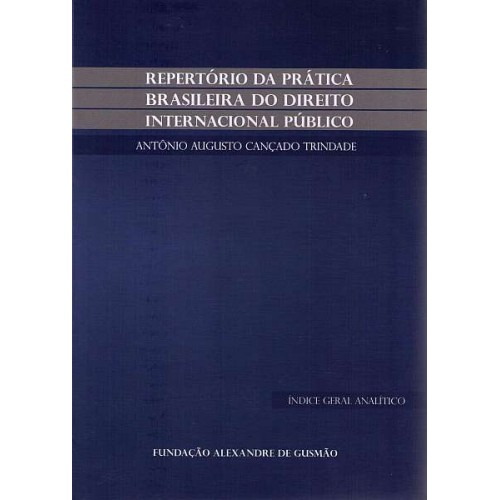 REPERTÓRIO DA PRÁTICA
BRASILEIRA DO DIREITO
INTERNACIONAL PÚBLICO
ANTÔNIO AUGUSTO CANÇADO TRINDADE
ÍNDICE GERAL ANALÍTICO
FUNDAÇÃO ALEXANDRE DE GUSMÃO